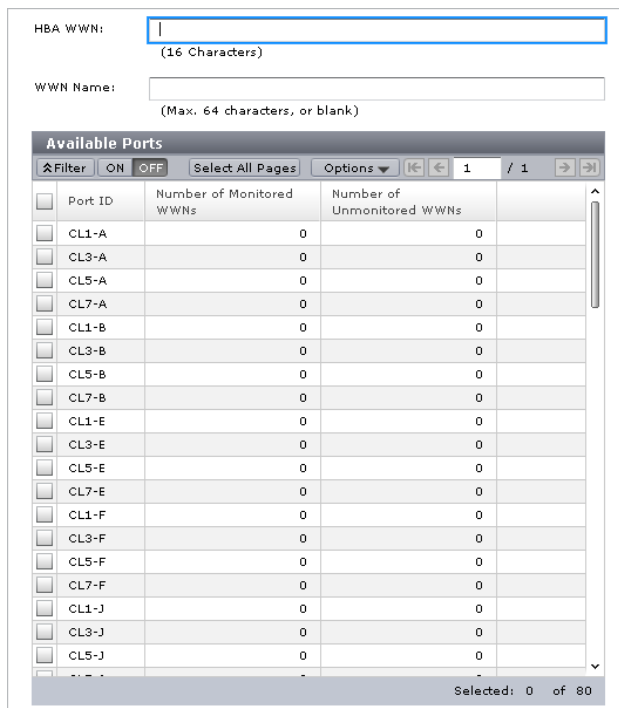 HBA WWN:
(16 Characters)
WWN Name:
(Max. 64 characters, or blank)
Available Ports
Filter ON OFF Select All Pages Options 1 / 1
Port ID Number of Monitored WWNs Number of Unmonitored WWNs
CL1-A 0 0
CL3-A 0 0
CL5-A 0 0
CL7-A 0 0
CL1-B 0 0
CL3-B 0 0
CL5-B 0 0
CL7-B 0 0
CL1-E 0 0
CL3-E 0 0
CL5-E 0 0
CL7-E 0 0
CL1-F 0 0
CL3-F 0 0
CL5-F 0 0
CL7-F 0 0
CL1-J 0 0
CL3-J 0 0
CL5-J 0 0
Selected: 0 of 80